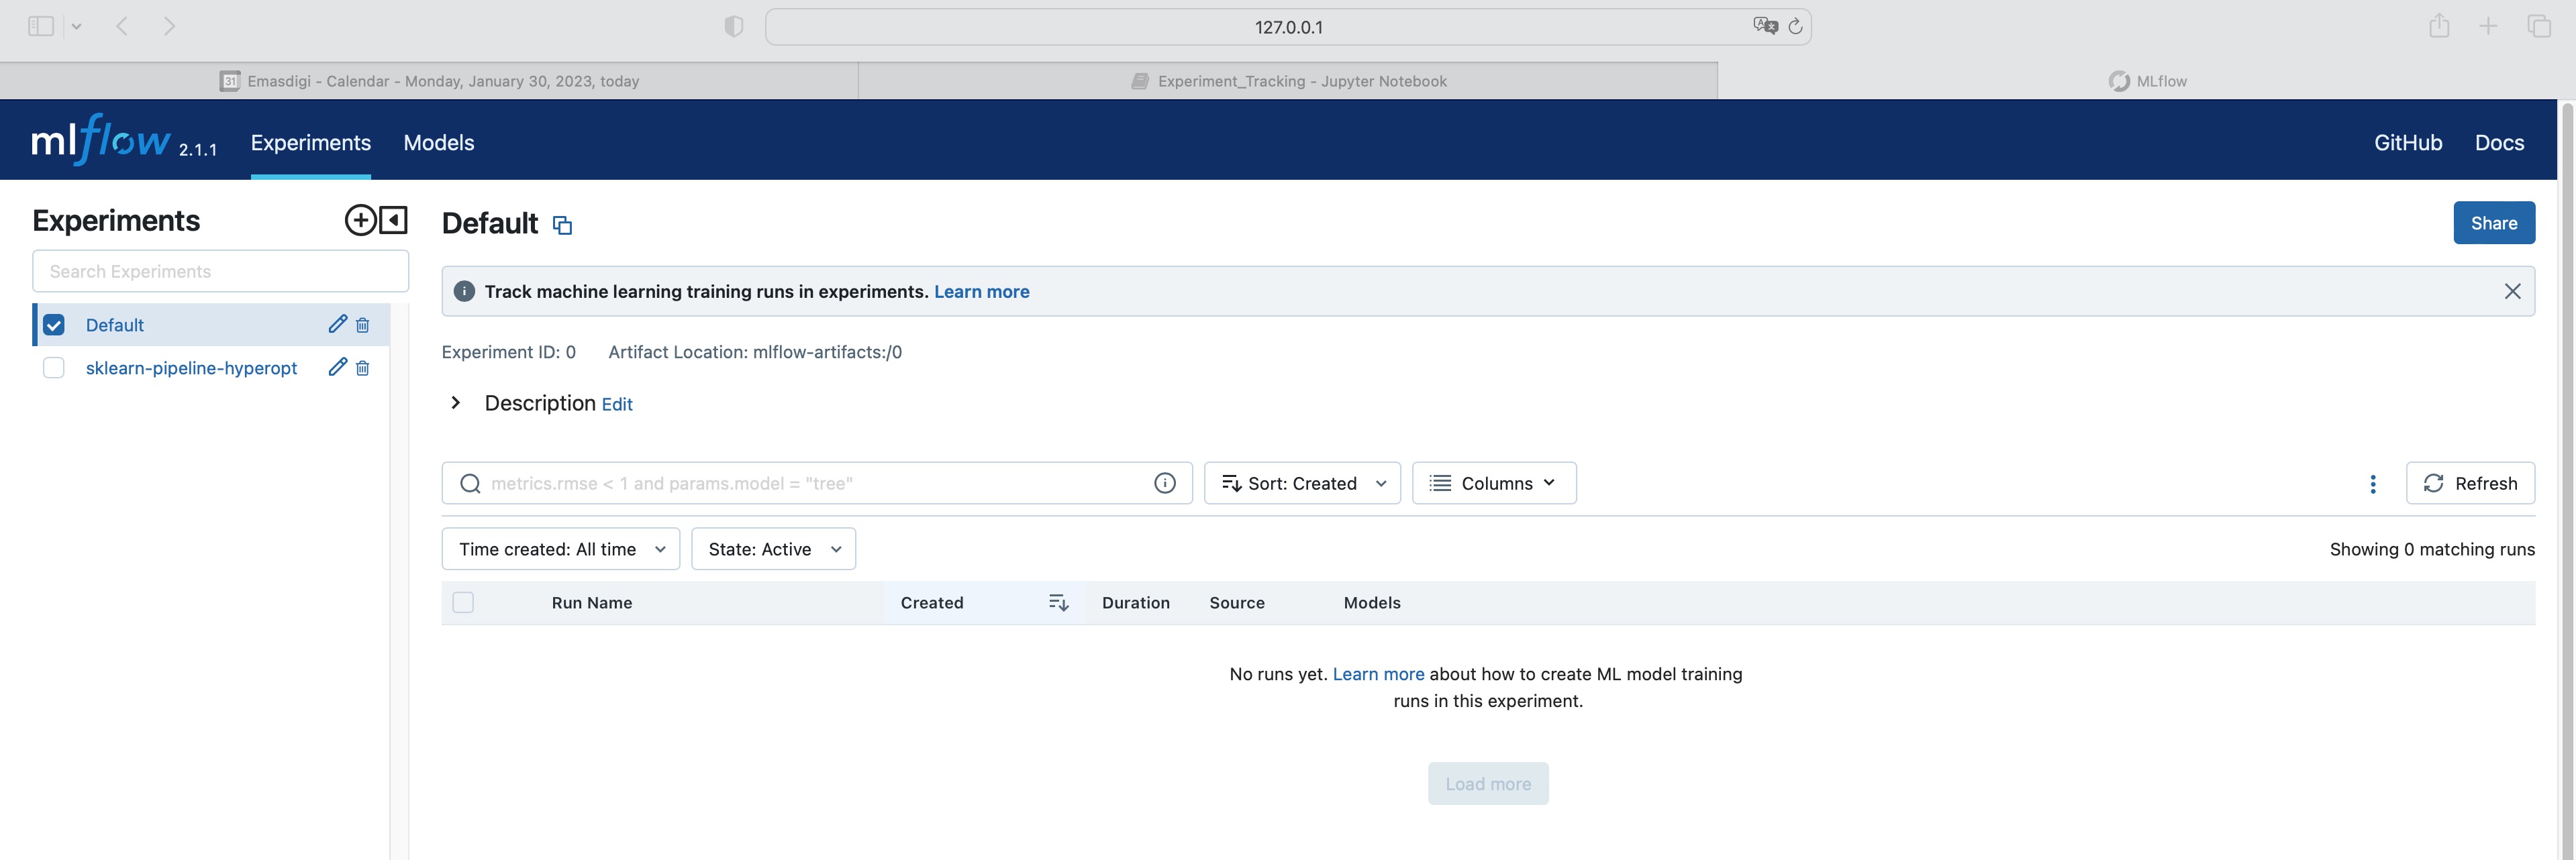 127.0.0.1
31 Emasdigi - Calendar - Monday, January 30, 2023, today
Experiment_Tracking - Jupyter Notebook
MLflow
mlflow 2.1.1
Experiments
Models
GitHub
Docs
Experiments
Search Experiments
Default
sklearn-pipeline-hyperopt
Default
Share
Track machine learning training runs in experiments. Learn more
Experiment ID: 0 Artifact Location: mlflow-artifacts:/0
Description Edit
metrics.rmse < 1 and params.model = "tree"
Sort: Created
Columns
Refresh
Time created: All time
State: Active
Showing 0 matching runs
Run Name Created Duration Source Models
No runs yet. Learn more about how to create ML model training
runs in this experiment.
Load more